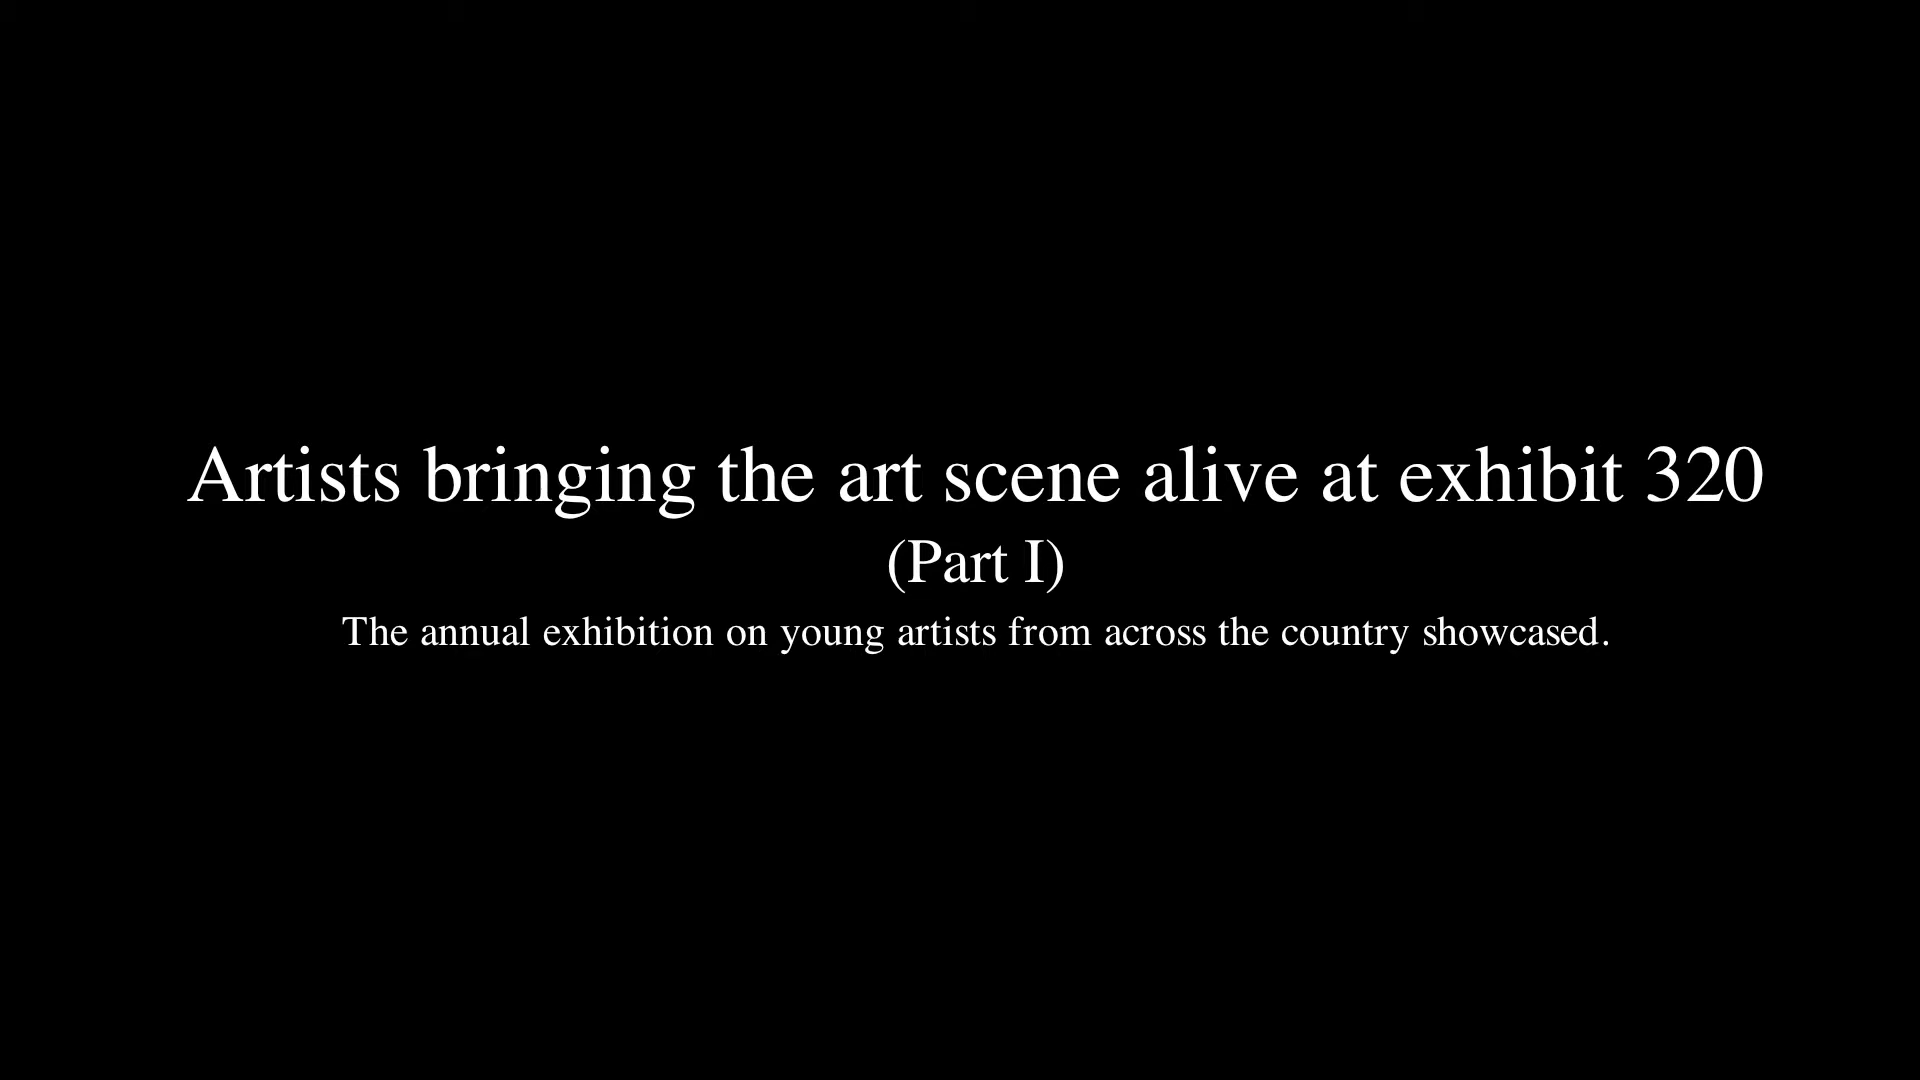 Artists bringing the art scene alive at exhibit 320
(Part I)
The annual exhibition on young artists from across the country showcased.